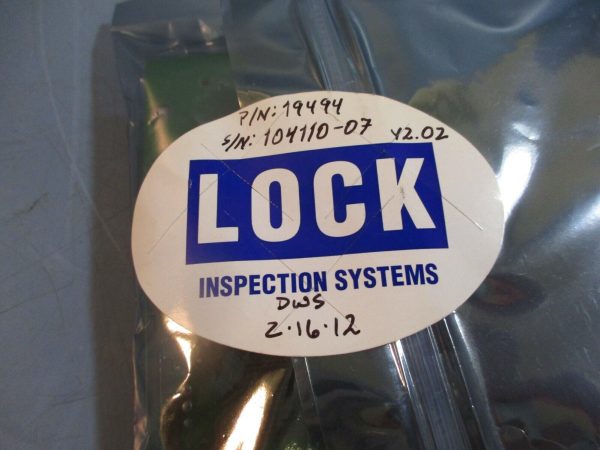 P/N: 19494
S/N: 104110-07 V2.02
LOCK
INSPECTION SYSTEMS
DWS
2·16·12